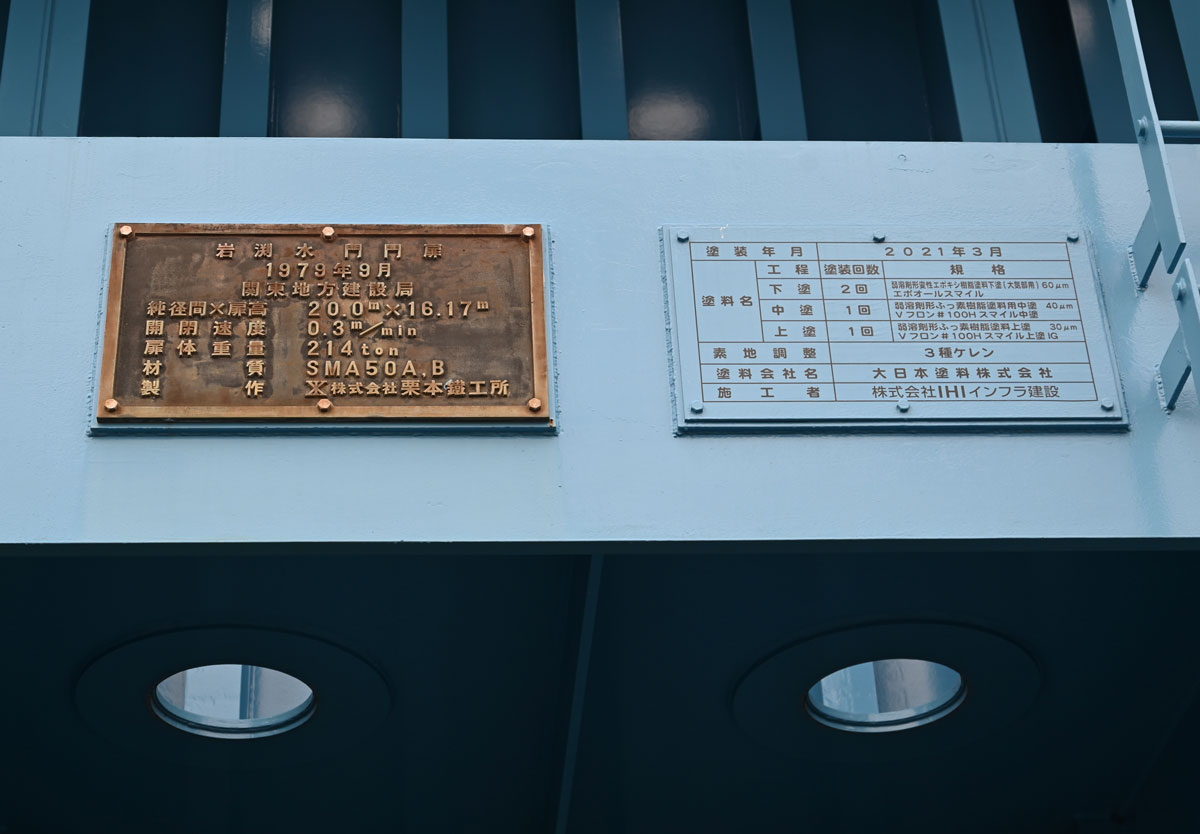 岩渕水門門扉
1979年9月
関東地方建設局
純径間×扉高 20.0m×16.17m
開閉速度 0.3m/min
扉体重量 214ton
材質 SMA50A,B
製作 株式会社栗本鐵工所
塗装年月 2021年3月
塗料名 工程 塗装回数 規格
下塗 2回 弱溶剤形変性エポキシ樹脂塗料下塗(大気部用)60μm
エポオールスマイル
中塗 1回 弱溶剤形ふっ素樹脂塗料用中塗 40μm
Vフロン#100Hスマイル中塗
上塗 1回 弱溶剤形ふっ素樹脂塗料上塗 30μm
Vフロン#100Hスマイル上塗IG
素地調整 3種ケレン
塗料会社名 大日本塗料株式会社
施工者 株式会社IHIインフラ建設